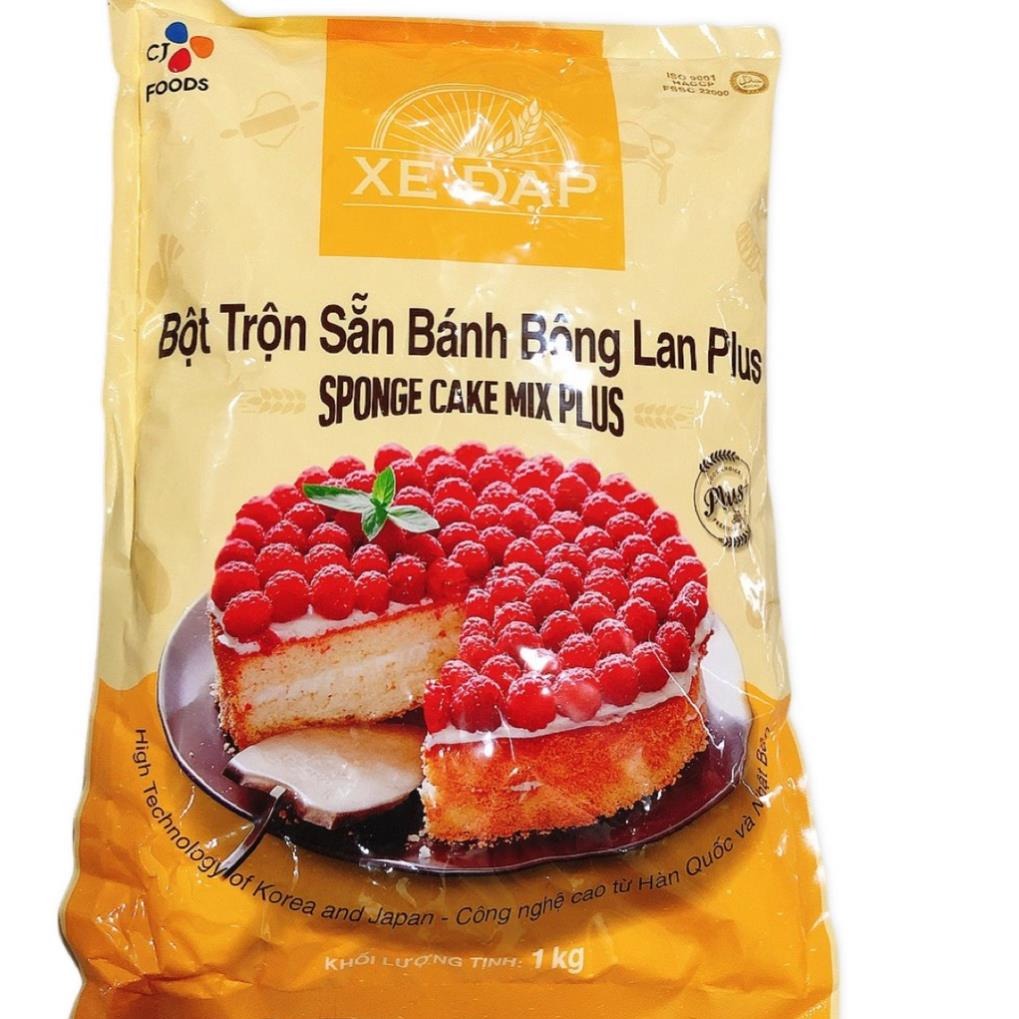 CJ
FOODS
ISO 9001
HACCP
FSSC 22000
XE ĐẠP
Bột Trộn Sẵn Bánh Bông Lan Plus
SPONGE CAKE MIX PLUS
Plus
High Technology of Korea and Japan - Công nghệ cao từ Hàn Quốc và Nhật Bản
KHỐI LƯỢNG TỊNH: 1 kg